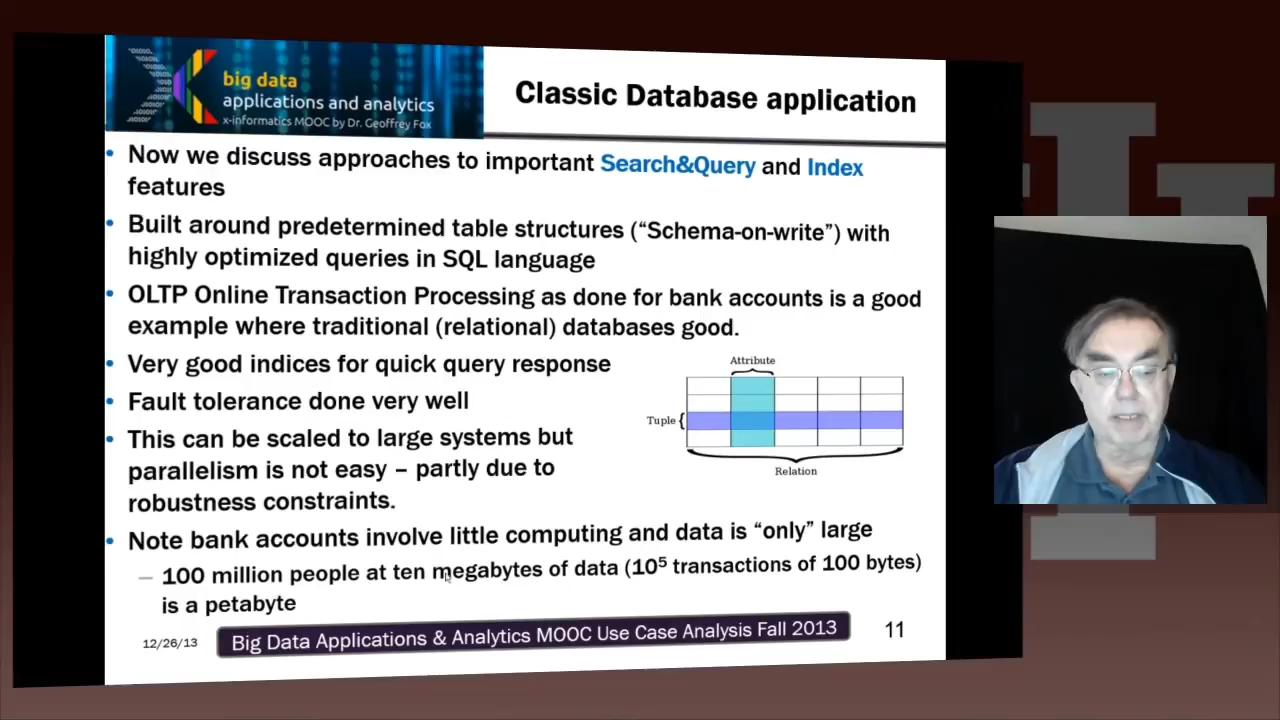 big data
applications and analytics
x-informatics MOOC by Dr. Geoffrey Fox
Classic Database application
• Now we discuss approaches to important Search&Query and Index
features
• Built around predetermined table structures (“Schema-on-write”) with
highly optimized queries in SQL language
• OLTP Online Transaction Processing as done for bank accounts is a good
example where traditional (relational) databases good.
• Very good indices for quick query response
• Fault tolerance done very well
• This can be scaled to large systems but
parallelism is not easy – partly due to
robustness constraints.
Attribute
Tuple
Relation
• Note bank accounts involve little computing and data is “only” large
– 100 million people at ten megabytes of data (10⁵ transactions of 100 bytes)
is a petabyte
12/26/13
Big Data Applications & Analytics MOOC Use Case Analysis Fall 2013
11